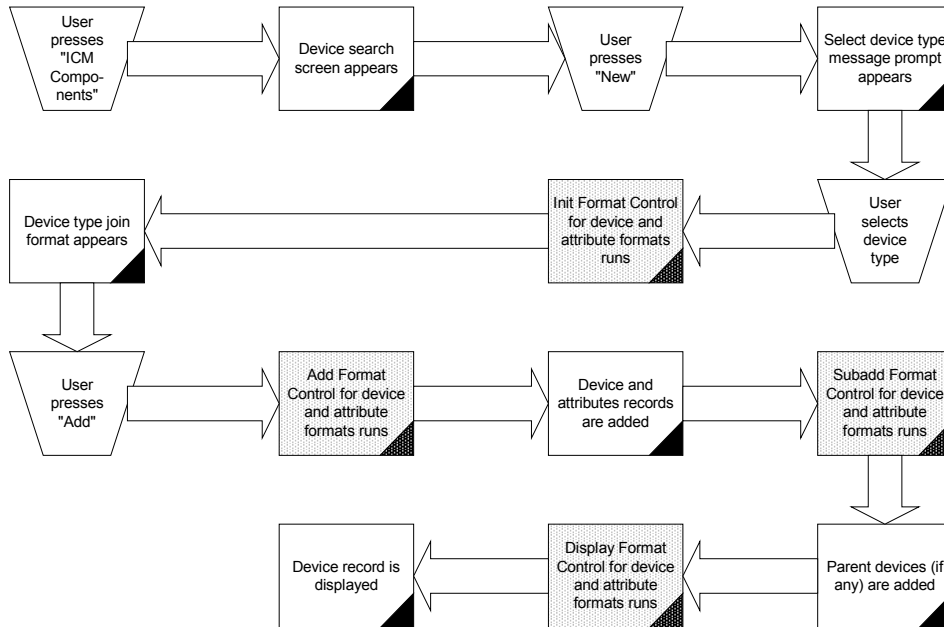 User
presses
"ICM
Compo-
nents"
Device search
screen appears
User
presses
"New"
Select device type
message prompt
appears
User
selects
device
type
Init Format Control
for device and
attribute formats
runs
Device type join
format appears
User
presses
"Add"
Add Format
Control for device
and attribute
formats runs
Device and
attributes records
are added
Subadd Format
Control for device
and attribute
formats runs
Parent devices (if
any) are added
Display Format
Control for device
and attribute
formats runs
Device record is
displayed